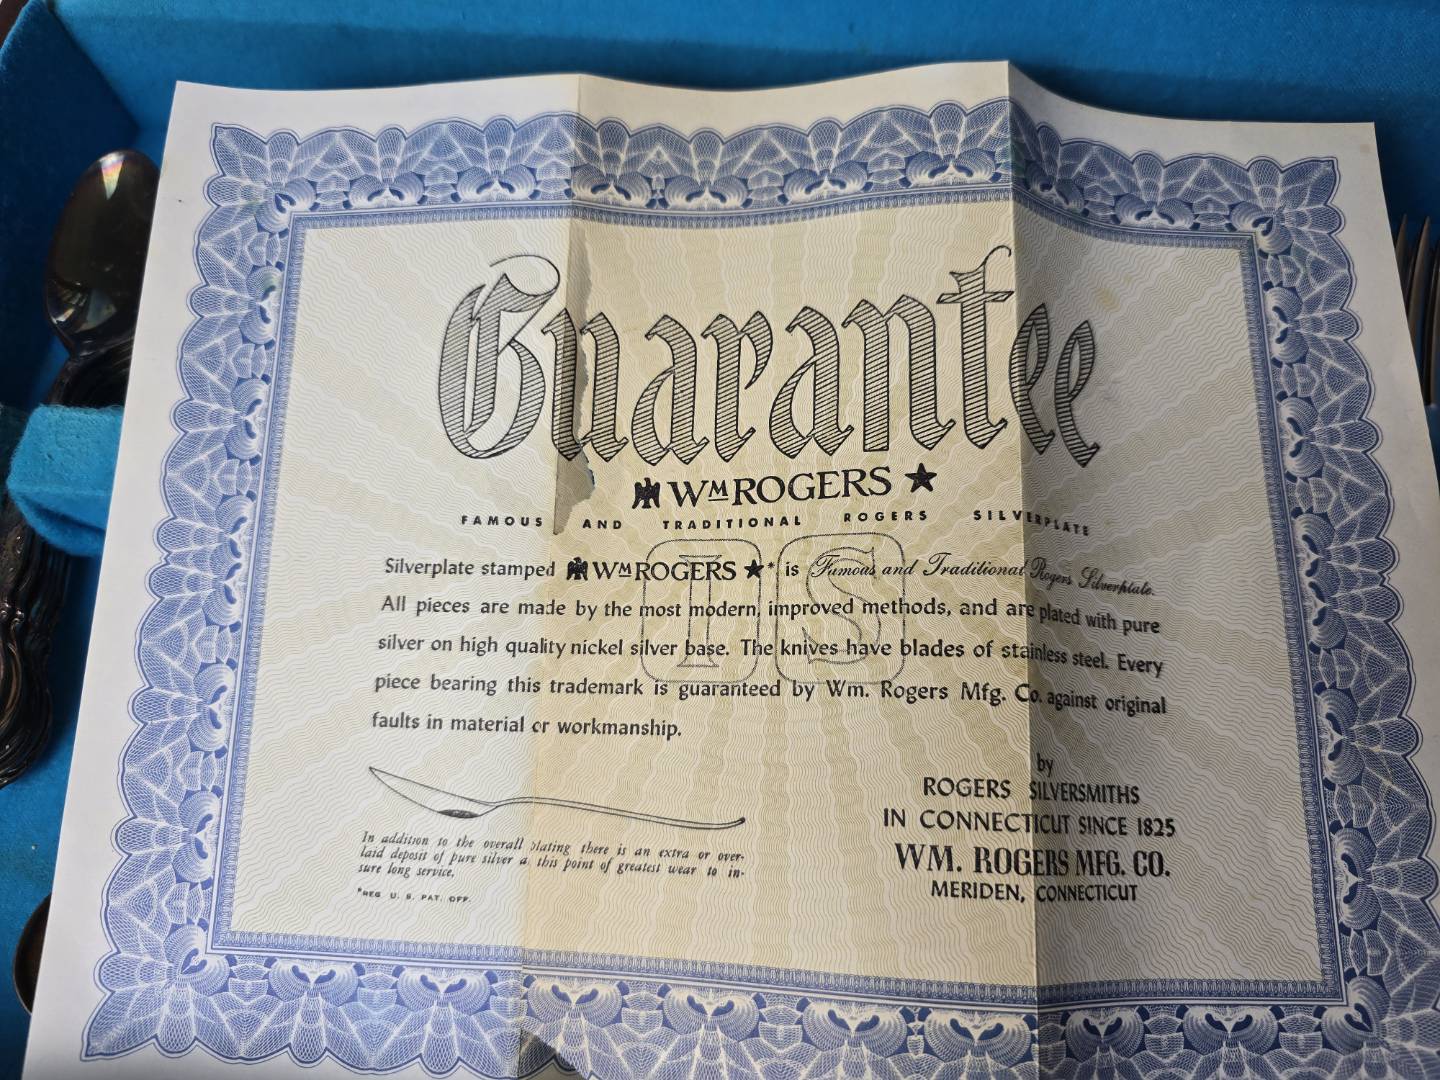 Guarantee
WM ROGERS ★
FAMOUS AND TRADITIONAL ROGERS SILVERPLATE
Silverplate stamped WM ROGERS ★* is Famous and Traditional Rogers Silverplate.
All pieces are made by the most modern, improved methods, and are plated with pure
silver on high quality nickel silver base. The knives have blades of stainless steel. Every
piece bearing this trademark is guaranteed by Wm. Rogers Mfg. Co. against original
faults in material or workmanship.
IS
by
ROGERS SILVERSMITHS
IN CONNECTICUT SINCE 1825
WM. ROGERS MFG. CO.
MERIDEN, CONNECTICUT
In addition to the overall plating there is an extra or over-
laid deposit of pure silver at this point of greatest wear to in-
sure long service.
*REG. U. S. PAT. OFF.